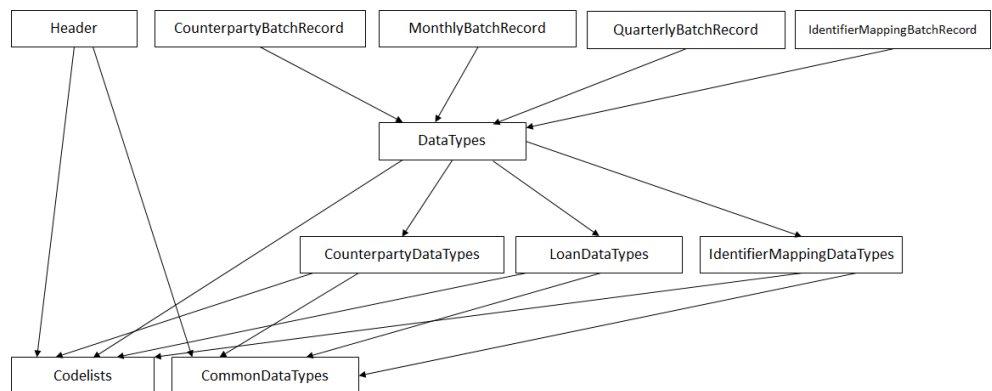 Header
CounterpartyBatchRecord
MonthlyBatchRecord
QuarterlyBatchRecord
IdentifierMappingBatchRecord
DataTypes
CounterpartyDataTypes
LoanDataTypes
IdentifierMappingDataTypes
Codelists
CommonDataTypes